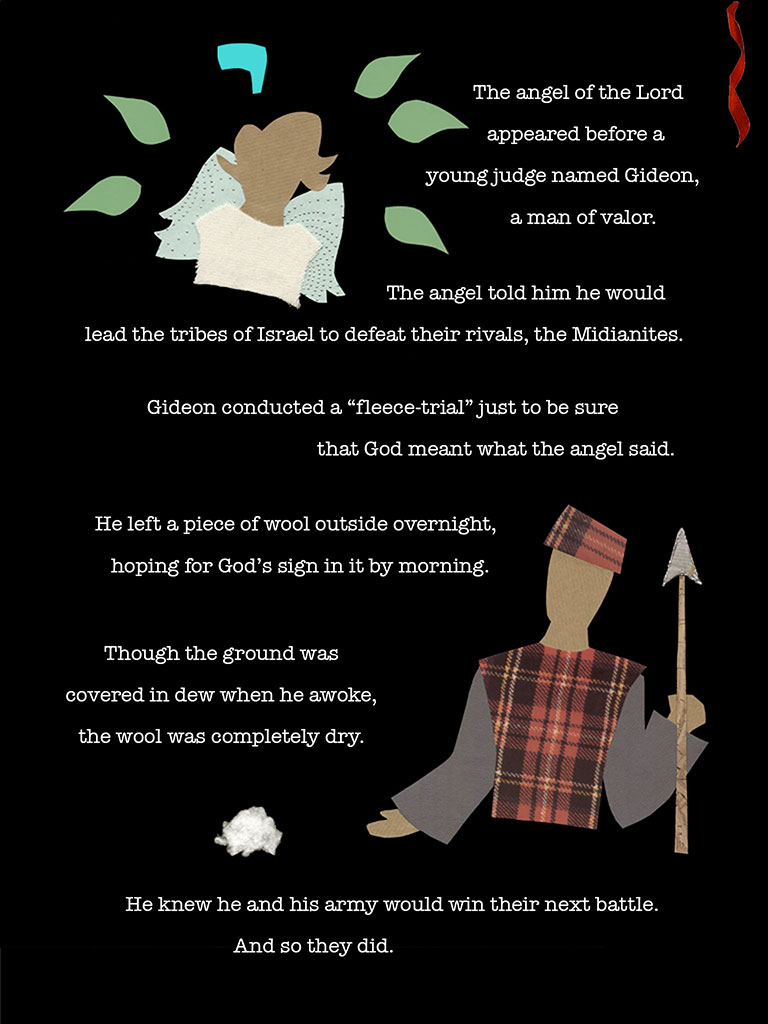 The angel of the Lord
appeared before a
young judge named Gideon,
a man of valor.
The angel told him he would
lead the tribes of Israel to defeat their rivals, the Midianites.
Gideon conducted a “fleece-trial” just to be sure
that God meant what the angel said.
He left a piece of wool outside overnight,
hoping for God’s sign in it by morning.
Though the ground was
covered in dew when he awoke,
the wool was completely dry.
He knew he and his army would win their next battle.
And so they did.